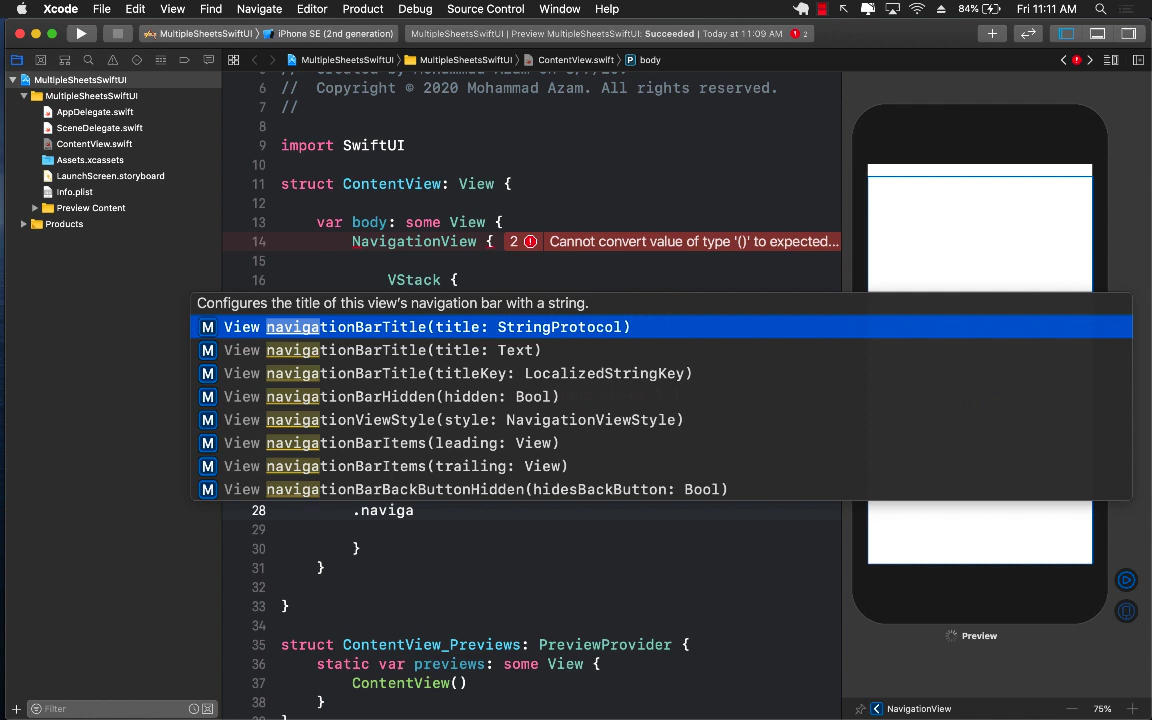 Xcode File Edit View Find Navigate Editor Product Debug Source Control Window Help 84% Fri 11:11 AM
MultipleSheetsSwiftUI iPhone SE (2nd generation) MultipleSheetsSwiftUI | Preview MultipleSheetsSwiftUI: Succeeded | Today at 11:09 AM 2
MultipleSheetsSwiftUI MultipleSheetsSwiftUI ContentView.swift P body
MultipleSheetsSwiftUI
MultipleSheetsSwiftUI
AppDelegate.swift
SceneDelegate.swift
ContentView.swift
Assets.xcassets
LaunchScreen.storyboard
Info.plist
Preview Content
Products
6 // Copyright © 2020 Mohammad Azam. All rights reserved.
7 //
8
9 import SwiftUI
10
11 struct ContentView: View {
12
13 var body: some View {
14 NavigationView { 2 Cannot convert value of type '()' to expected...
15
16 VStack {
Configures the title of this view's navigation bar with a string.
M View navigationBarTitle(title: StringProtocol)
M View navigationBarTitle(title: Text)
M View navigationBarTitle(titleKey: LocalizedStringKey)
M View navigationBarHidden(hidden: Bool)
M View navigationViewStyle(style: NavigationViewStyle)
M View navigationBarItems(leading: View)
M View navigationBarItems(trailing: View)
M View navigationBarBackButtonHidden(hidesBackButton: Bool)
28 .naviga
29
30 }
31 }
32
33 }
34
35 struct ContentView_Previews: PreviewProvider {
36 static var previews: some View {
37 ContentView()
38 }
Preview
Filter
NavigationView
75%